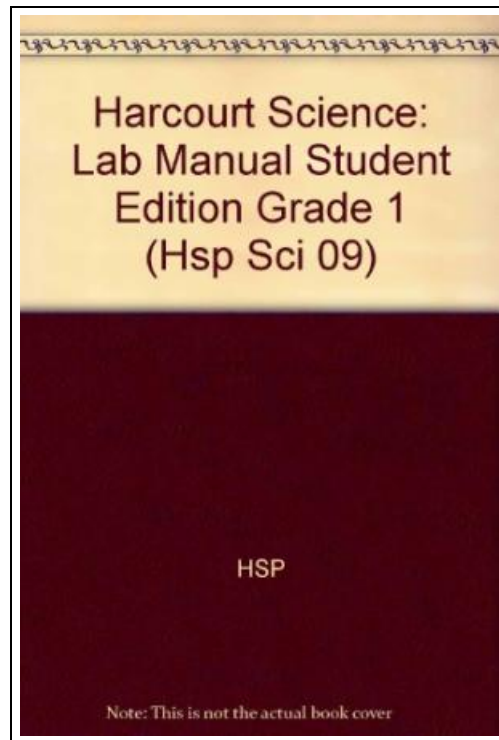 Harcourt Science:
Lab Manual Student
Edition Grade 1
(Hsp Sci 09)
HSP
Note: This is not the actual book cover